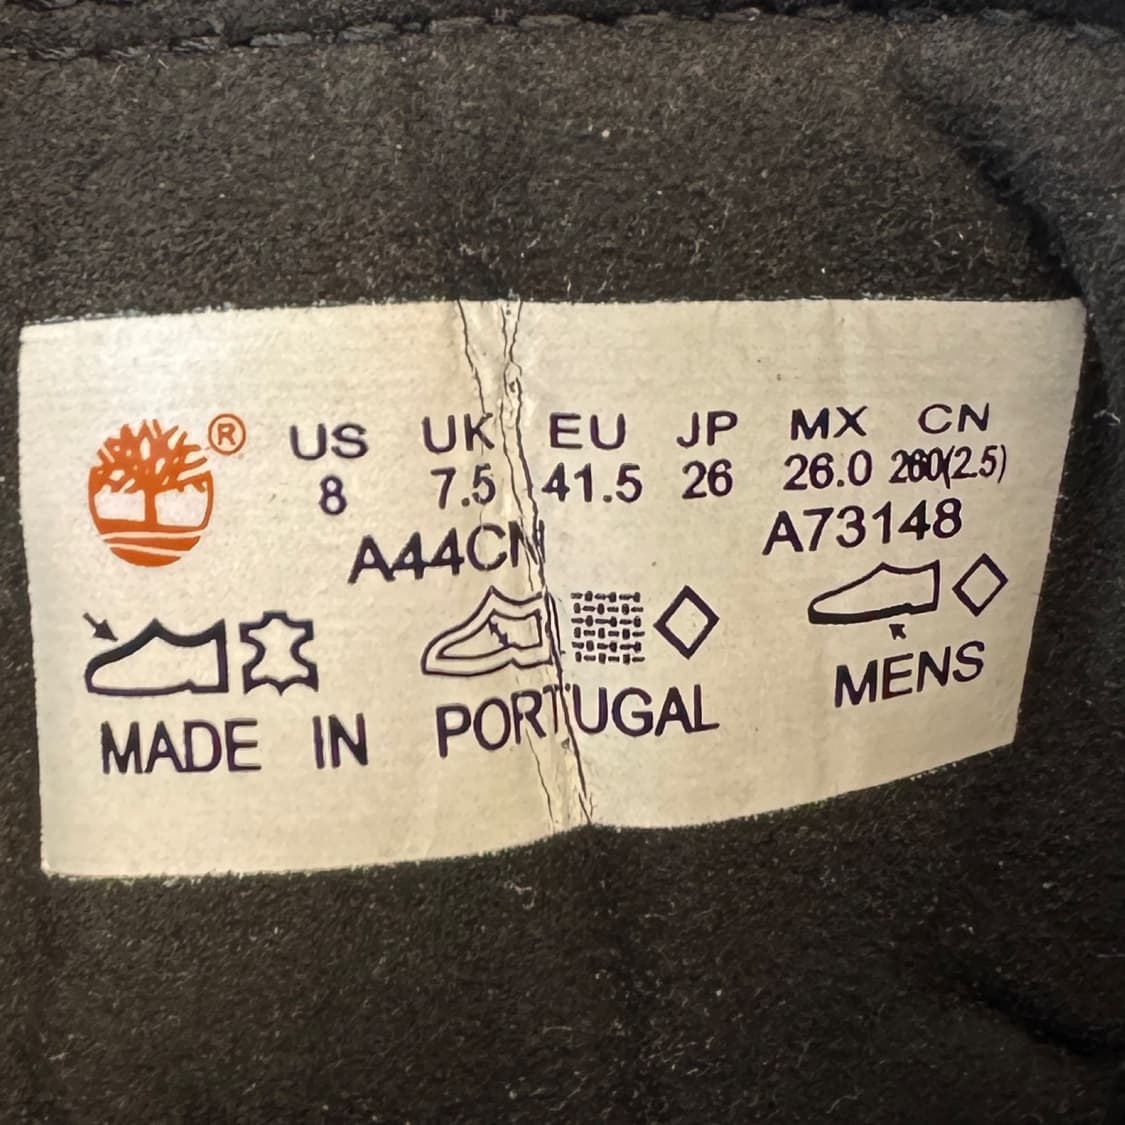 ® US UK EU JP MX CN
8 7.5 41.5 26 26.0 260(2.5)
A44CN A73148
MADE IN PORTUGAL MENS